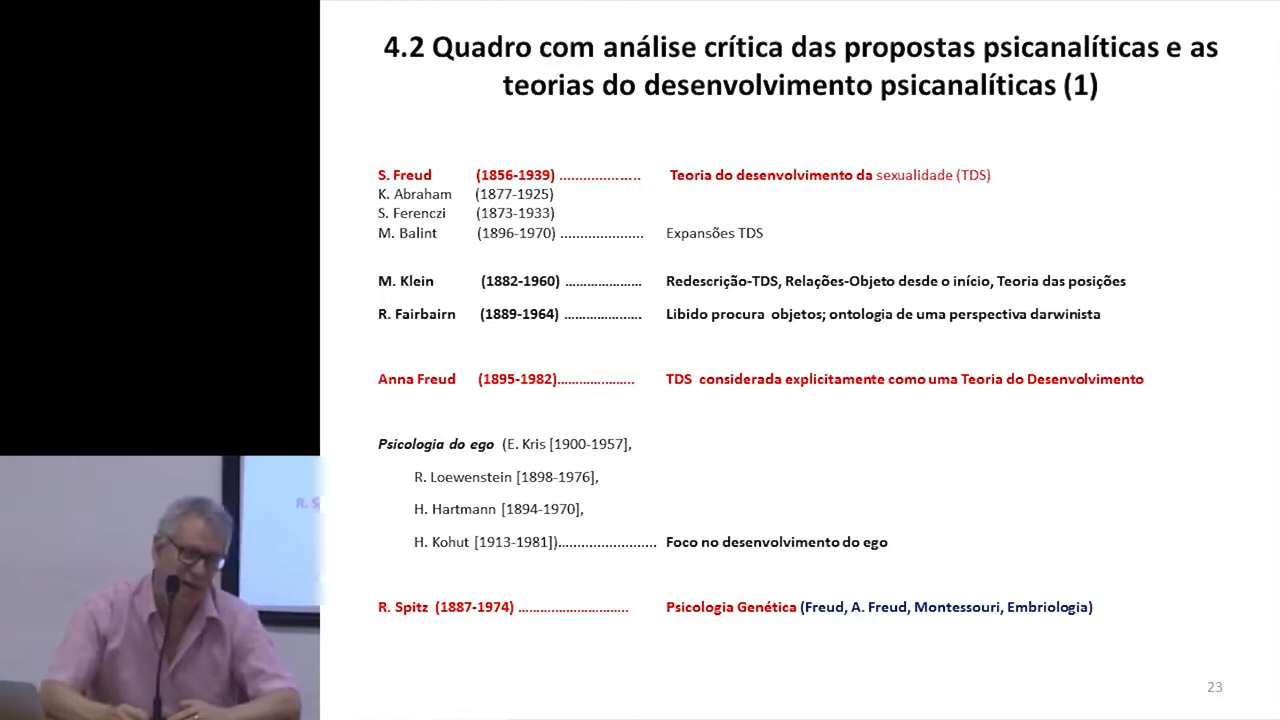 4.2 Quadro com análise crítica das propostas psicanalíticas e as
teorias do desenvolvimento psicanalíticas (1)
S. Freud (1856-1939) ..................... Teoria do desenvolvimento da sexualidade (TDS)
K. Abraham (1877-1925)
S. Ferenczi (1873-1933)
M. Balint (1896-1970) ...................... Expansões TDS
M. Klein (1882-1960) .................... Redescrição-TDS, Relações-Objeto desde o início, Teoria das posições
R. Fairbairn (1889-1964) .................... Libido procura objetos; ontologia de uma perspectiva darwinista
Anna Freud (1895-1982).................... TDS considerada explicitamente como uma Teoria do Desenvolvimento
Psicologia do ego (E. Kris [1900-1957],
R. Loewenstein [1898-1976],
H. Hartmann [1894-1970],
H. Kohut [1913-1981]).......................... Foco no desenvolvimento do ego
R. Spitz (1887-1974) ............................ Psicologia Genética (Freud, A. Freud, Montessouri, Embriologia)
23